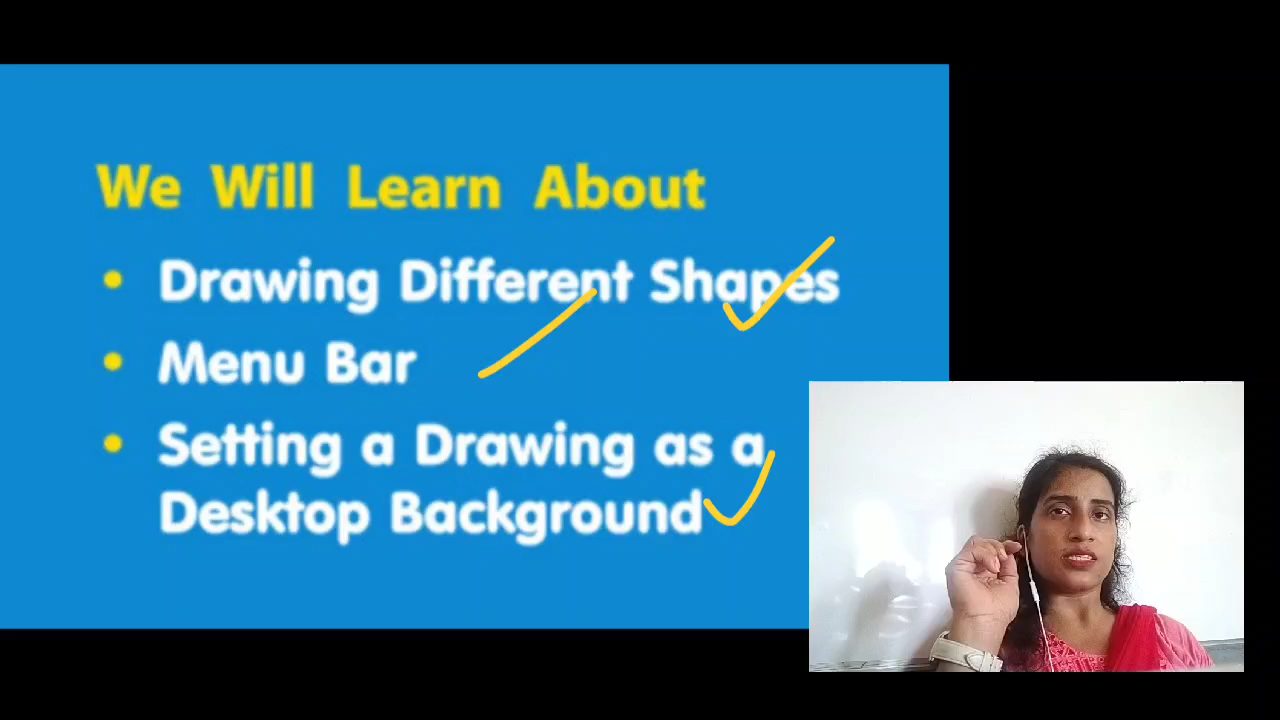 We Will Learn About
• Drawing Different Shapes
• Menu Bar
• Setting a Drawing as a
Desktop Background